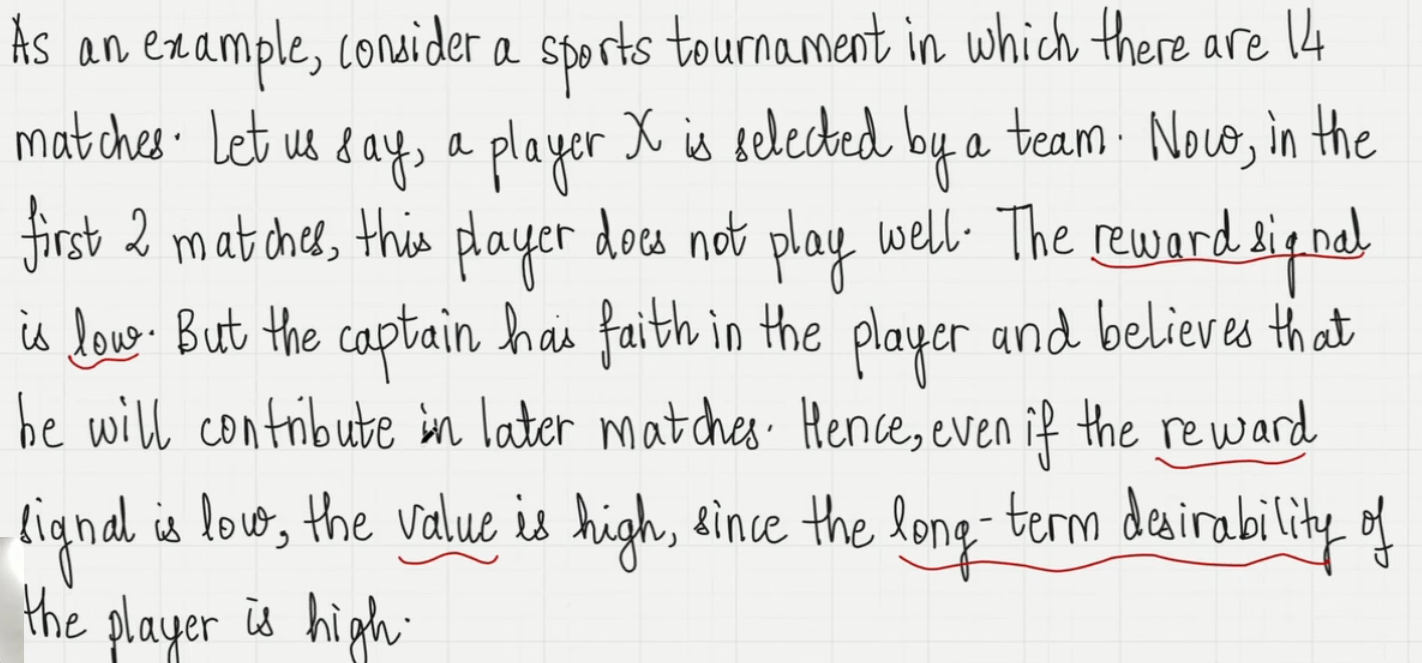 As an example, consider a sports tournament in which there are 14
matches. Let us say, a player X is selected by a team. Now, in the
first 2 matches, this player does not play well. The reward signal
is low. But the captain has faith in the player and believes that
he will contribute in later matches. Hence, even if the reward
signal is low, the value is high, since the long-term desirability of
the player is high.